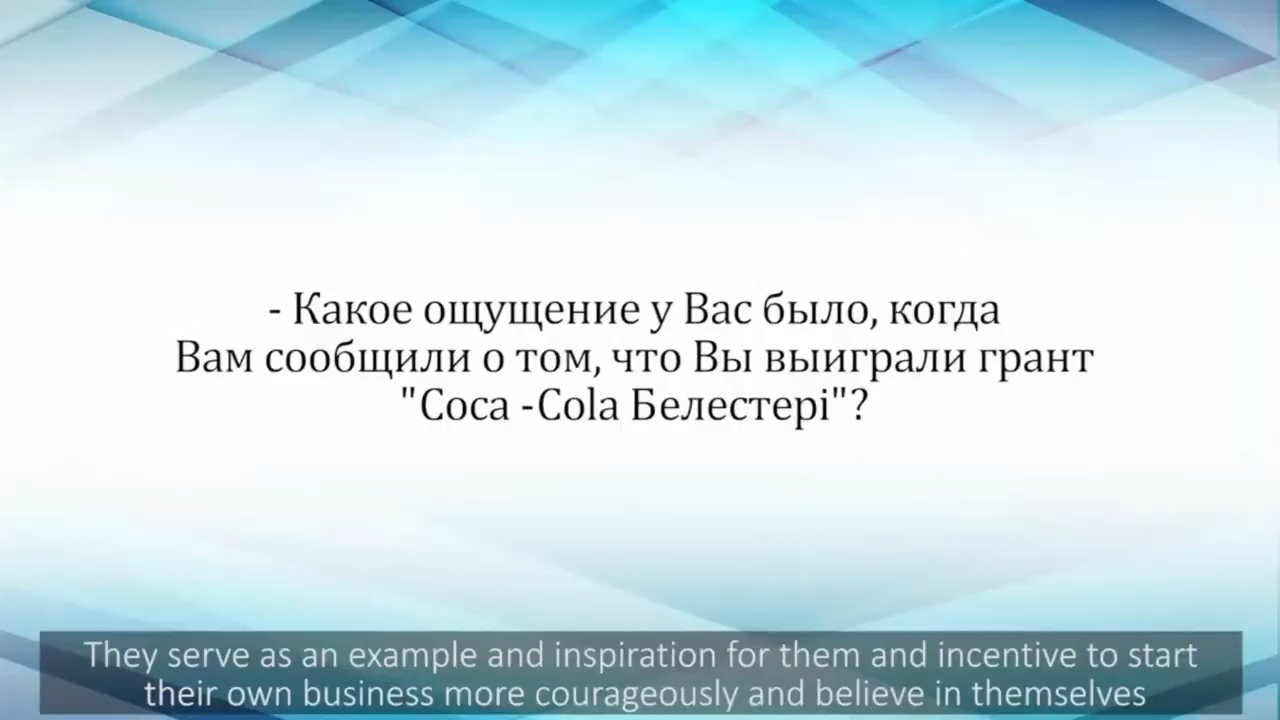 - Какое ощущение у Вас было, когда
Вам сообщили о том, что Вы выиграли грант
"Coca -Cola Белестері"?
They serve as an example and inspiration for them and incentive to start
their own business more courageously and believe in themselves